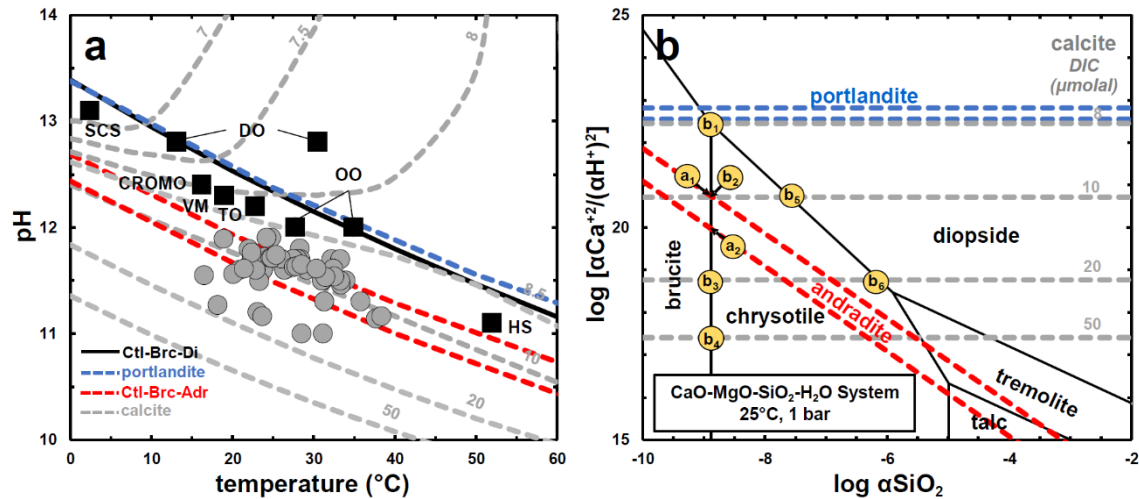 a
7
7.5
8
8.5
10
20
50
SCS
DO
CROMO
VM
TO
OO
HS
Ctl-Brc-Di
portlandite
Ctl-Brc-Adr
calcite
pH
14
13
12
11
10
0
10
20
30
40
50
60
temperature (°C)
b
calcite
DIC
(µmolal)
portlandite
8
10
20
50
b1
a1
b2
b5
a2
b3
b6
b4
brucite
chrysotile
andradite
diopside
tremolite
talc
CaO-MgO-SiO₂-H₂O System
25°C, 1 bar
log [αCa⁺²/(αH⁺)²]
25
20
15
-10
-8
-6
-4
-2
log αSiO₂